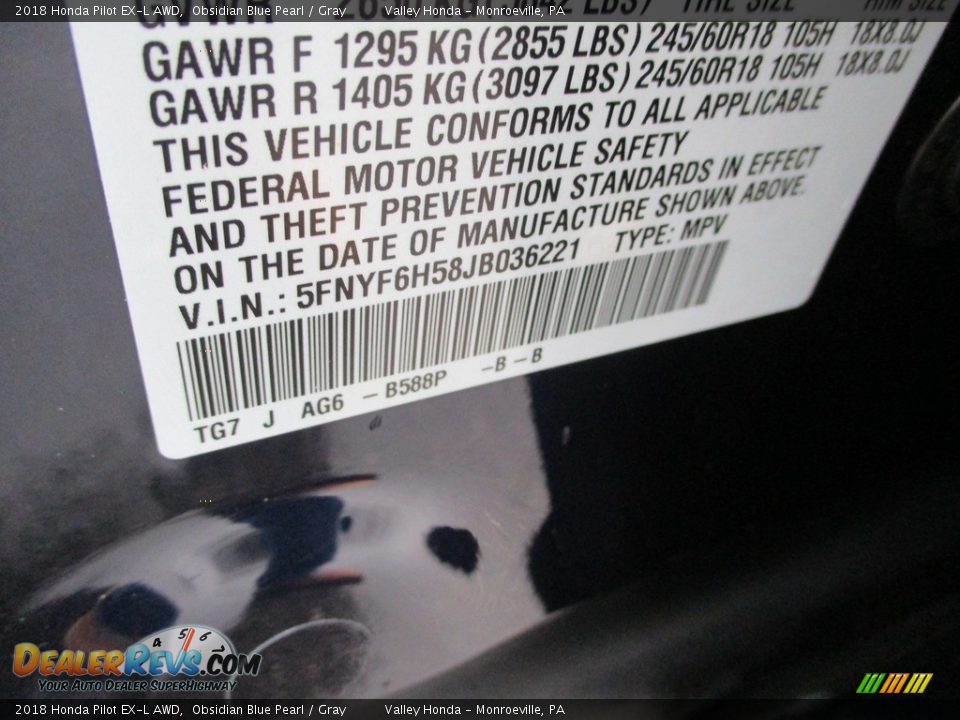 2018 Honda Pilot EX-L AWD, Obsidian Blue Pearl / Gray Valley Honda - Monroeville, PA
GAWR F 1295 KG (2855 LBS) 245/60R18 105H 18X8.0J
GAWR R 1405 KG (3097 LBS) 245/60R18 105H 18X8.0J
THIS VEHICLE CONFORMS TO ALL APPLICABLE
FEDERAL MOTOR VEHICLE SAFETY
AND THEFT PREVENTION STANDARDS IN EFFECT
ON THE DATE OF MANUFACTURE SHOWN ABOVE.
V.I.N.: 5FNYF6H58JB036221 TYPE: MPV
TG7 J AG6 - B588P - B - B
4 5 6
DEALERREVS.COM
YOUR AUTO DEALER SUPERHIGHWAY
2018 Honda Pilot EX-L AWD, Obsidian Blue Pearl / Gray Valley Honda - Monroeville, PA